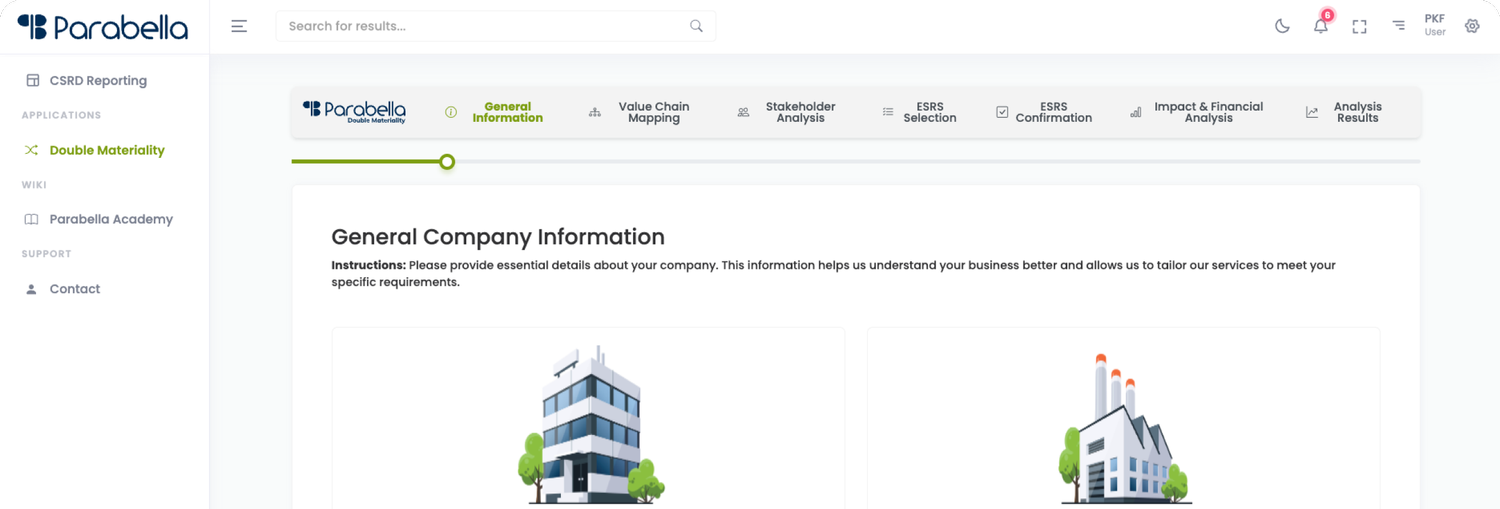 Parabella
Search for results...
6
PKF
User
CSRD Reporting
APPLICATIONS
Double Materiality
WIKI
Parabella Academy
SUPPORT
Contact
Parabella
Double Materiality
General
Information
Value Chain
Mapping
Stakeholder
Analysis
ESRS
Selection
ESRS
Confirmation
Impact & Financial
Analysis
Analysis
Results
General Company Information
Instructions: Please provide essential details about your company. This information helps us understand your business better and allows us to tailor our services to meet your
specific requirements.